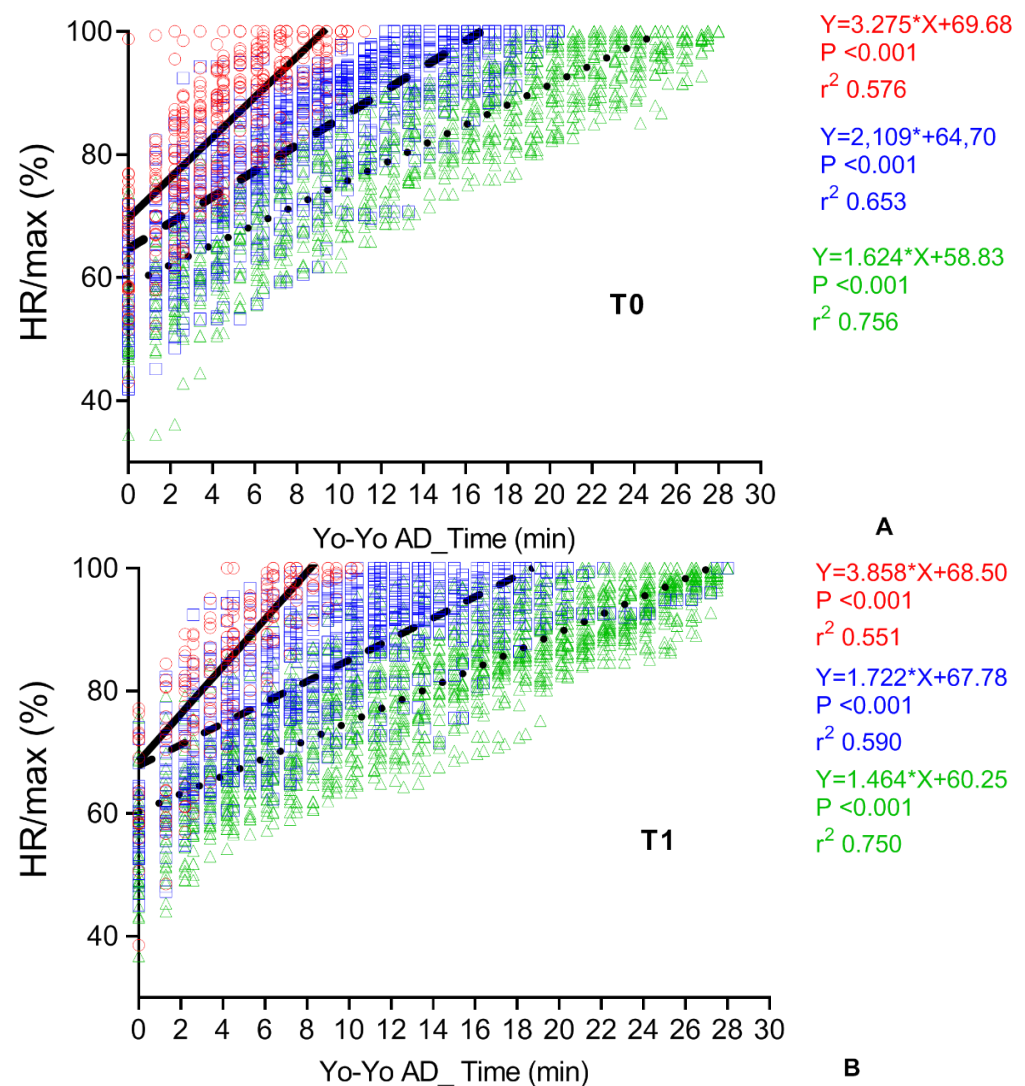 HR/max (%)
100
80
60
40
T0
0 2 4 6 8 10 12 14 16 18 20 22 24 26 28 30
Yo-Yo AD_Time (min)
A
Y=3.275*X+69.68
P <0.001
r² 0.576
Y=2,109*+64,70
P <0.001
r² 0.653
Y=1.624*X+58.83
P <0.001
r² 0.756
HR/max (%)
100
80
60
40
T1
0 2 4 6 8 10 12 14 16 18 20 22 24 26 28 30
Yo-Yo AD_ Time (min)
B
Y=3.858*X+68.50
P <0.001
r² 0.551
Y=1.722*X+67.78
P <0.001
r² 0.590
Y=1.464*X+60.25
P <0.001
r² 0.750